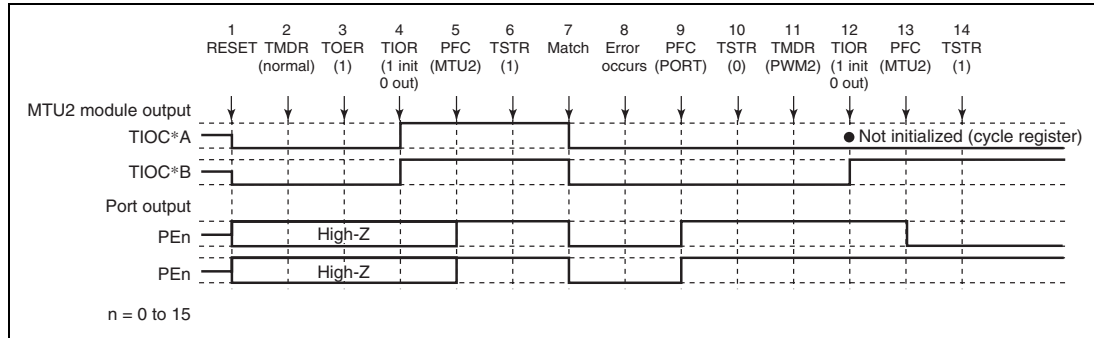 1 2 3 4 5 6 7 8 9 10 11 12 13 14
RESET TMDR TOER TIOR PFC TSTR Match Error PFC TSTR TMDR TIOR PFC TSTR
(normal) (1) (1 init (MTU2) (1) occurs (PORT) (0) (PWM2) (1 init (MTU2) (1)
0 out) 0 out)
MTU2 module output
TIOC*A ● Not initialized (cycle register)
TIOC*B
Port output
PEn High-Z
PEn High-Z
n = 0 to 15